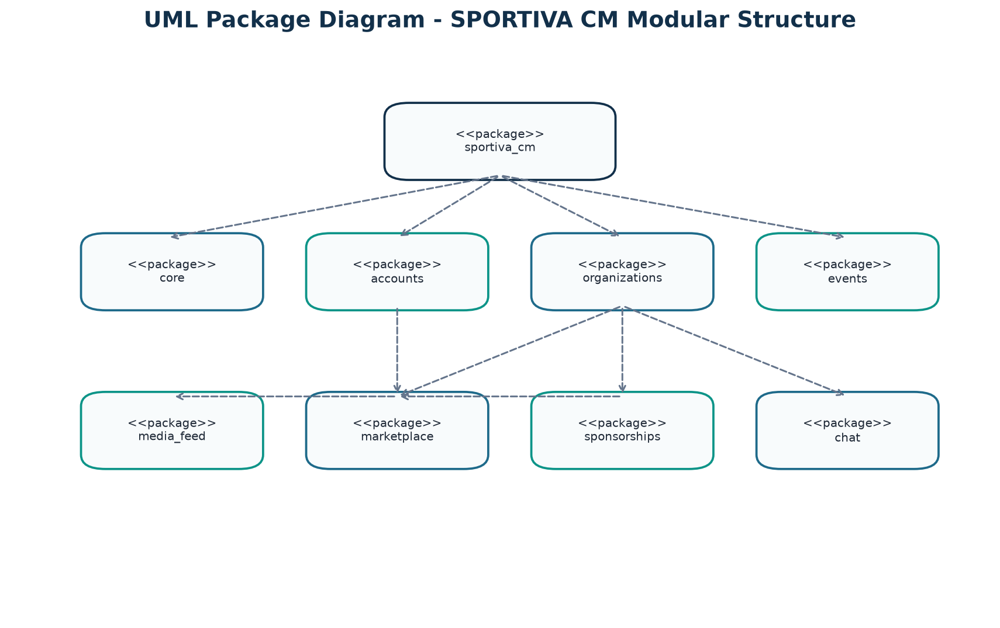 UML Package Diagram - SPORTIVA CM Modular Structure
<<package>>
sportiva_cm
<<package>>
core
<<package>>
accounts
<<package>>
organizations
<<package>>
events
<<package>>
media_feed
<<package>>
marketplace
<<package>>
sponsorships
<<package>>
chat